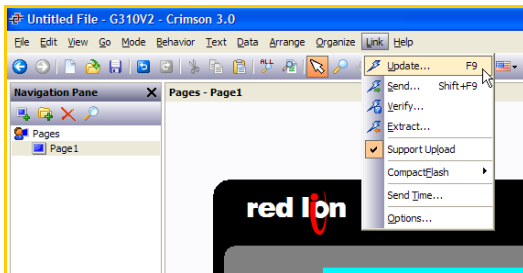 Untitled File - G310V2 - Crimson 3.0
File Edit View Go Mode Behavior Text Data Arrange Organize Link Help
Navigation Pane X
Pages - Page1
Pages
Page1
Update... F9
Send... Shift+F9
Verify...
Extract...
Support Upload
CompactFlash
Send Time...
Options...
red lion